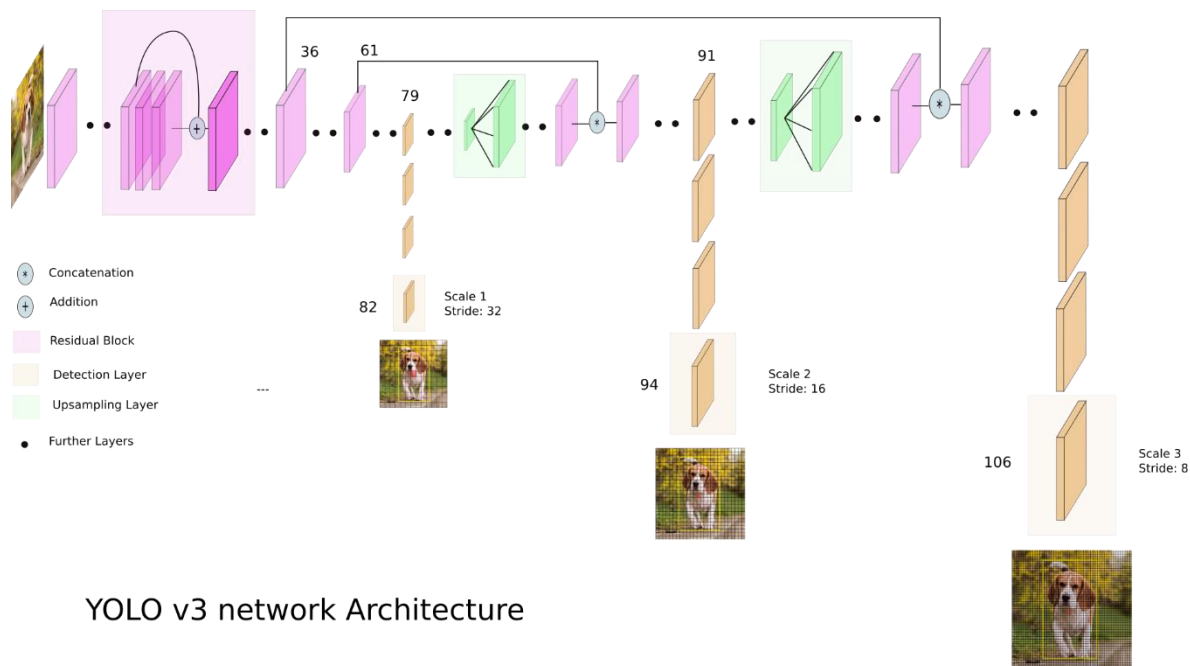 36
61
91
79
*
*
+
* Concatenation
+ Addition
82
Scale 1
Stride: 32
Residual Block
Detection Layer
---
Upsampling Layer
94
Scale 2
Stride: 16
Further Layers
106
Scale 3
Stride: 8
YOLO v3 network Architecture